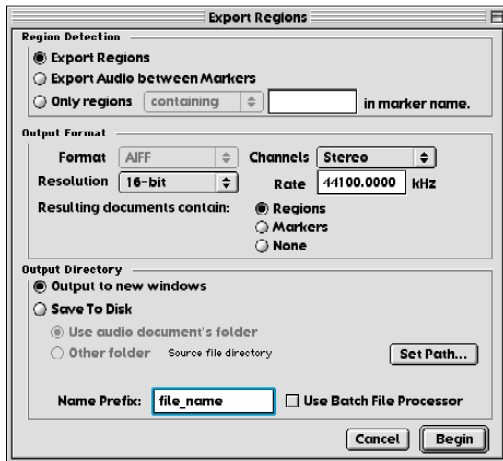 Export Regions
Region Detection
Export Regions
Export Audio between Markers
Only regions containing in marker name.
Output Format
Format AIFF Channels Stereo
Resolution 16-bit Rate 44100.0000 kHz
Resulting documents contain: Regions
Markers
None
Output Directory
Output to new windows
Save To Disk
Use audio document's folder
Other folder Source file directory Set Path...
Name Prefix: file_name Use Batch File Processor
Cancel Begin